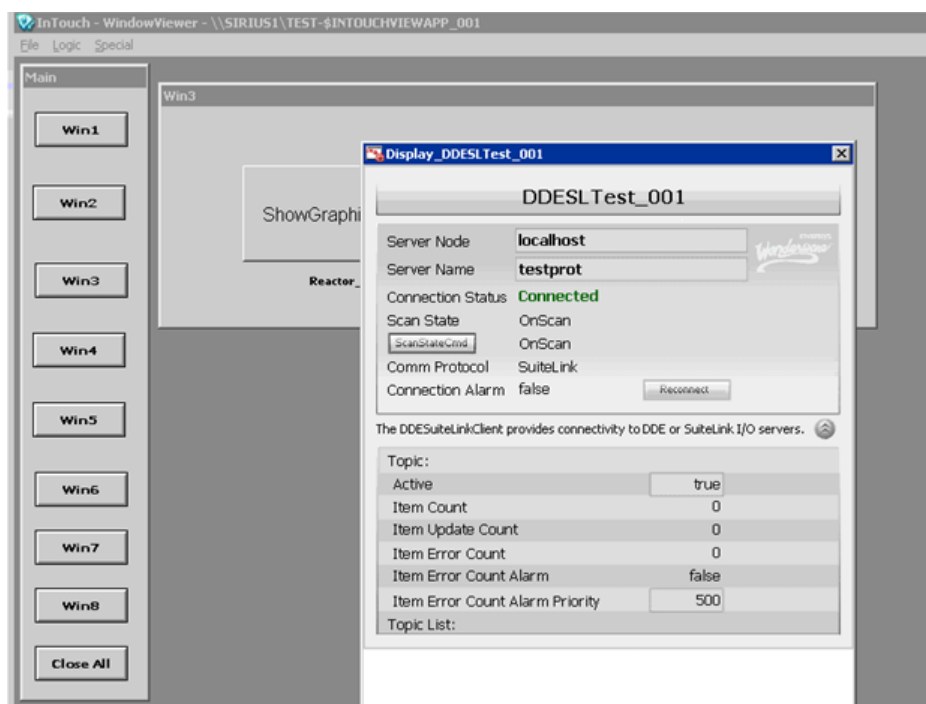 InTouch - WindowViewer - \\SIRIUS1\TEST-$INTOUCHVIEWAPP_001
File Logic Special
Main
Win1
Win2
Win3
Win4
Win5
Win6
Win7
Win8
Close All
Win3
ShowGraphi
Reactor_
Display_DDESLTest_001
DDESLTest_001
Server Node localhost
Wonderware
Server Name testprot
Connection Status Connected
Scan State OnScan
ScanStateCmd OnScan
Comm Protocol SuiteLink
Connection Alarm false Reconnect
The DDESuiteLinkClient provides connectivity to DDE or SuiteLink I/O servers.
Topic:
Active true
Item Count 0
Item Update Count 0
Item Error Count 0
Item Error Count Alarm false
Item Error Count Alarm Priority 500
Topic List: